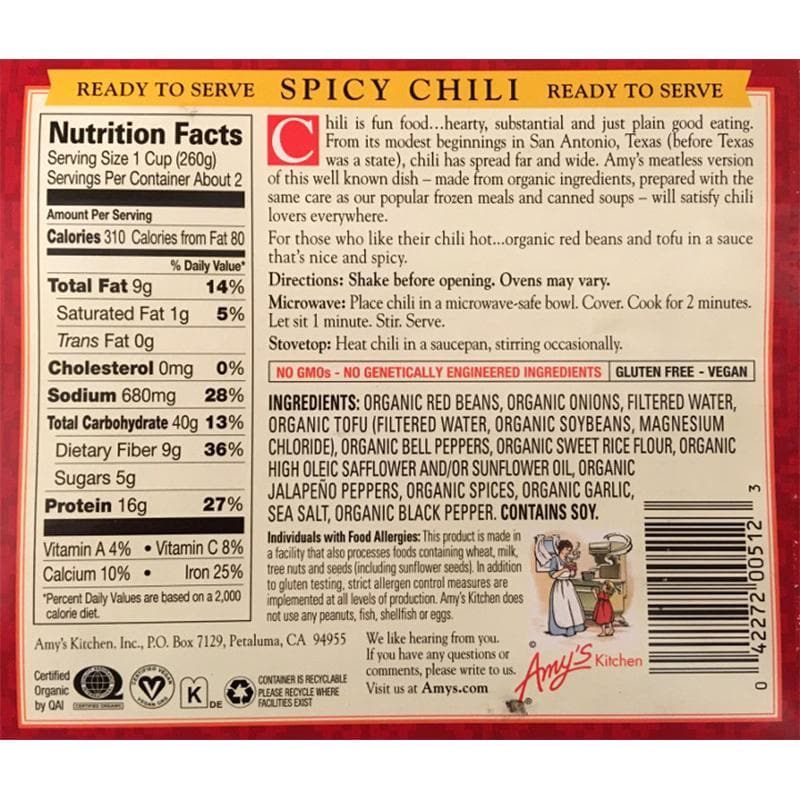 READY TO SERVE SPICY CHILI READY TO SERVE
Nutrition Facts
Serving Size 1 Cup (260g)
Servings Per Container About 2
Amount Per Serving
Calories 310 Calories from Fat 80
% Daily Value*
Total Fat 9g 14%
Saturated Fat 1g 5%
Trans Fat 0g
Cholesterol 0mg 0%
Sodium 680mg 28%
Total Carbohydrate 40g 13%
Dietary Fiber 9g 36%
Sugars 5g
Protein 16g 27%
Vitamin A 4% • Vitamin C 8%
Calcium 10% • Iron 25%
*Percent Daily Values are based on a 2,000
calorie diet.
Chili is fun food...hearty, substantial and just plain good eating.
From its modest beginnings in San Antonio, Texas (before Texas
was a state), chili has spread far and wide. Amy's meatless version
of this well known dish – made from organic ingredients, prepared with the
same care as our popular frozen meals and canned soups – will satisfy chili
lovers everywhere.
For those who like their chili hot...organic red beans and tofu in a sauce
that's nice and spicy.
Directions: Shake before opening. Ovens may vary.
Microwave: Place chili in a microwave-safe bowl. Cover. Cook for 2 minutes.
Let sit 1 minute. Stir. Serve.
Stovetop: Heat chili in a saucepan, stirring occasionally.
NO GMOs - NO GENETICALLY ENGINEERED INGREDIENTS GLUTEN FREE - VEGAN
INGREDIENTS: ORGANIC RED BEANS, ORGANIC ONIONS, FILTERED WATER,
ORGANIC TOFU (FILTERED WATER, ORGANIC SOYBEANS, MAGNESIUM
CHLORIDE), ORGANIC BELL PEPPERS, ORGANIC SWEET RICE FLOUR, ORGANIC
HIGH OLEIC SAFFLOWER AND/OR SUNFLOWER OIL, ORGANIC
JALAPEÑO PEPPERS, ORGANIC SPICES, ORGANIC GARLIC,
SEA SALT, ORGANIC BLACK PEPPER. CONTAINS SOY.
Individuals with Food Allergies: This product is made in
a facility that also processes foods containing wheat, milk,
tree nuts and seeds (including sunflower seeds). In addition
to gluten testing, strict allergen control measures are
implemented at all levels of production. Amy's Kitchen does
not use any peanuts, fish, shellfish or eggs.
0 42272 00512 3
Amy's Kitchen, Inc., P.O. Box 7129, Petaluma, CA 94955
We like hearing from you.
If you have any questions or
comments, please write to us.
Visit us at Amys.com
©
Amy's Kitchen
Certified
Organic
by QAI
Q
CERTIFIED ORGANIC
CERTIFIED VEGAN
V
VEGAN.ORG
K
DE
CONTAINER IS RECYCLABLE
PLEASE RECYCLE WHERE
FACILITIES EXIST